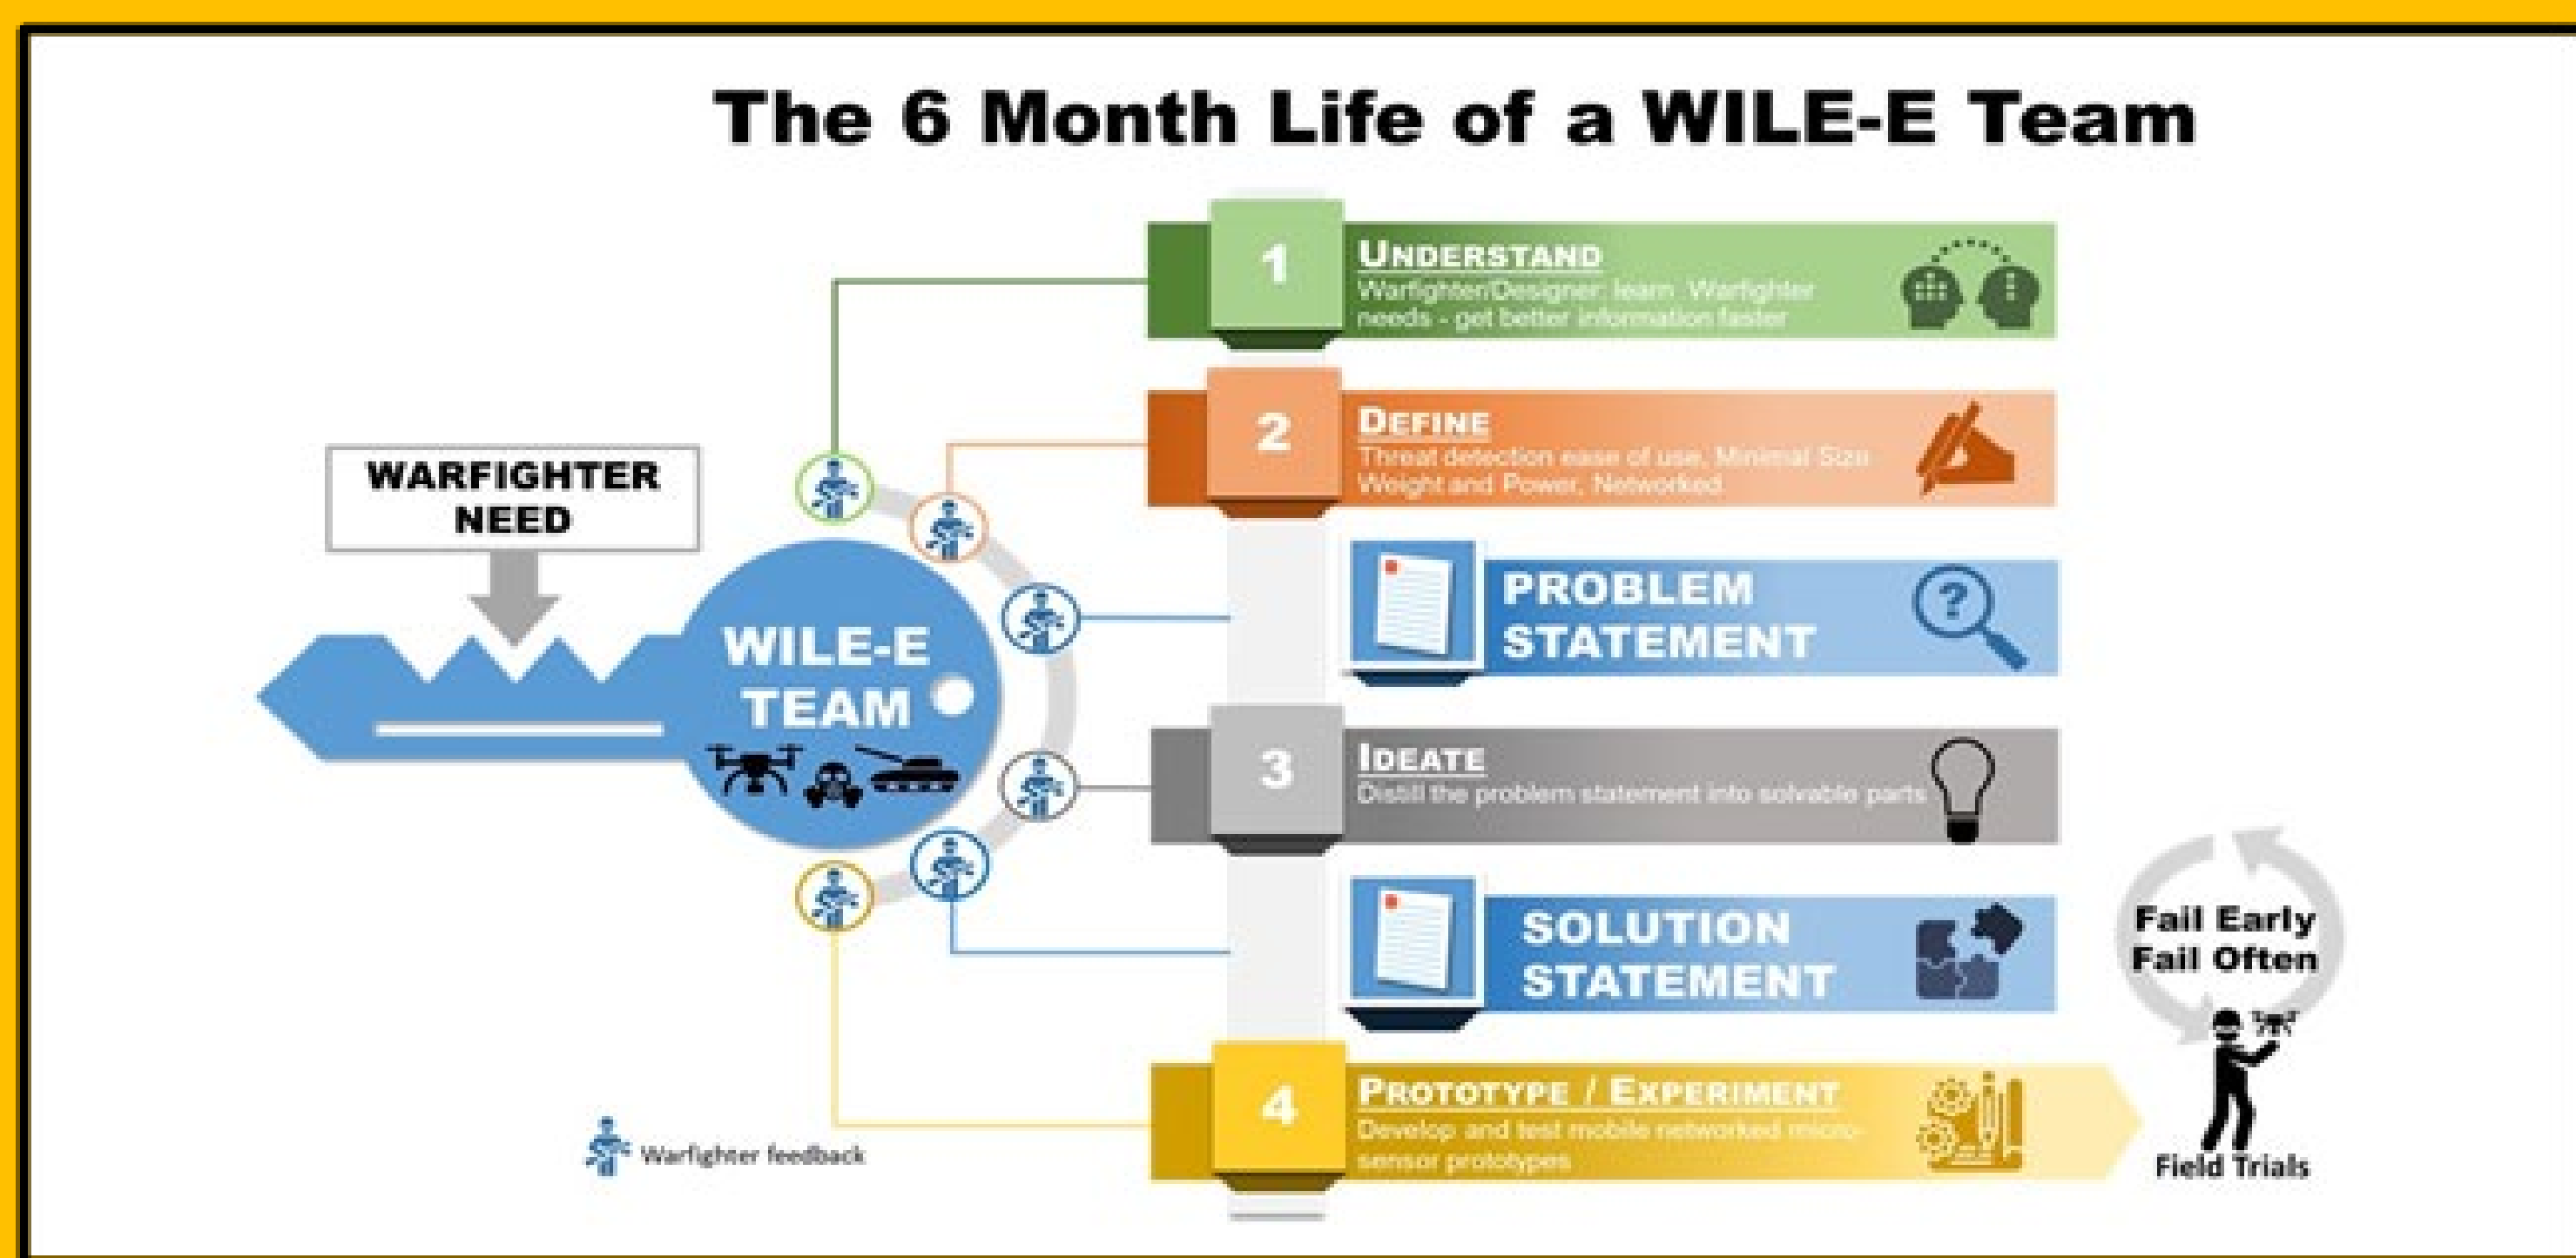 The 6 Month Life of a WILE-E Team
1
UNDERSTAND
Warfighter/Designer: learn Warfighter
needs - get better information faster
2
DEFINE
Threat detection ease of use, Minimal Size
Weight and Power, Networked
WARFIGHTER
NEED
WILE-E
TEAM
PROBLEM
STATEMENT
?
3
IDEATE
Distill the problem statement into solvable parts
SOLUTION
STATEMENT
Fail Early
Fail Often
4
PROTOTYPE / EXPERIMENT
Develop and test mobile networked micro-
sensor prototypes
Field Trials
Warfighter feedback